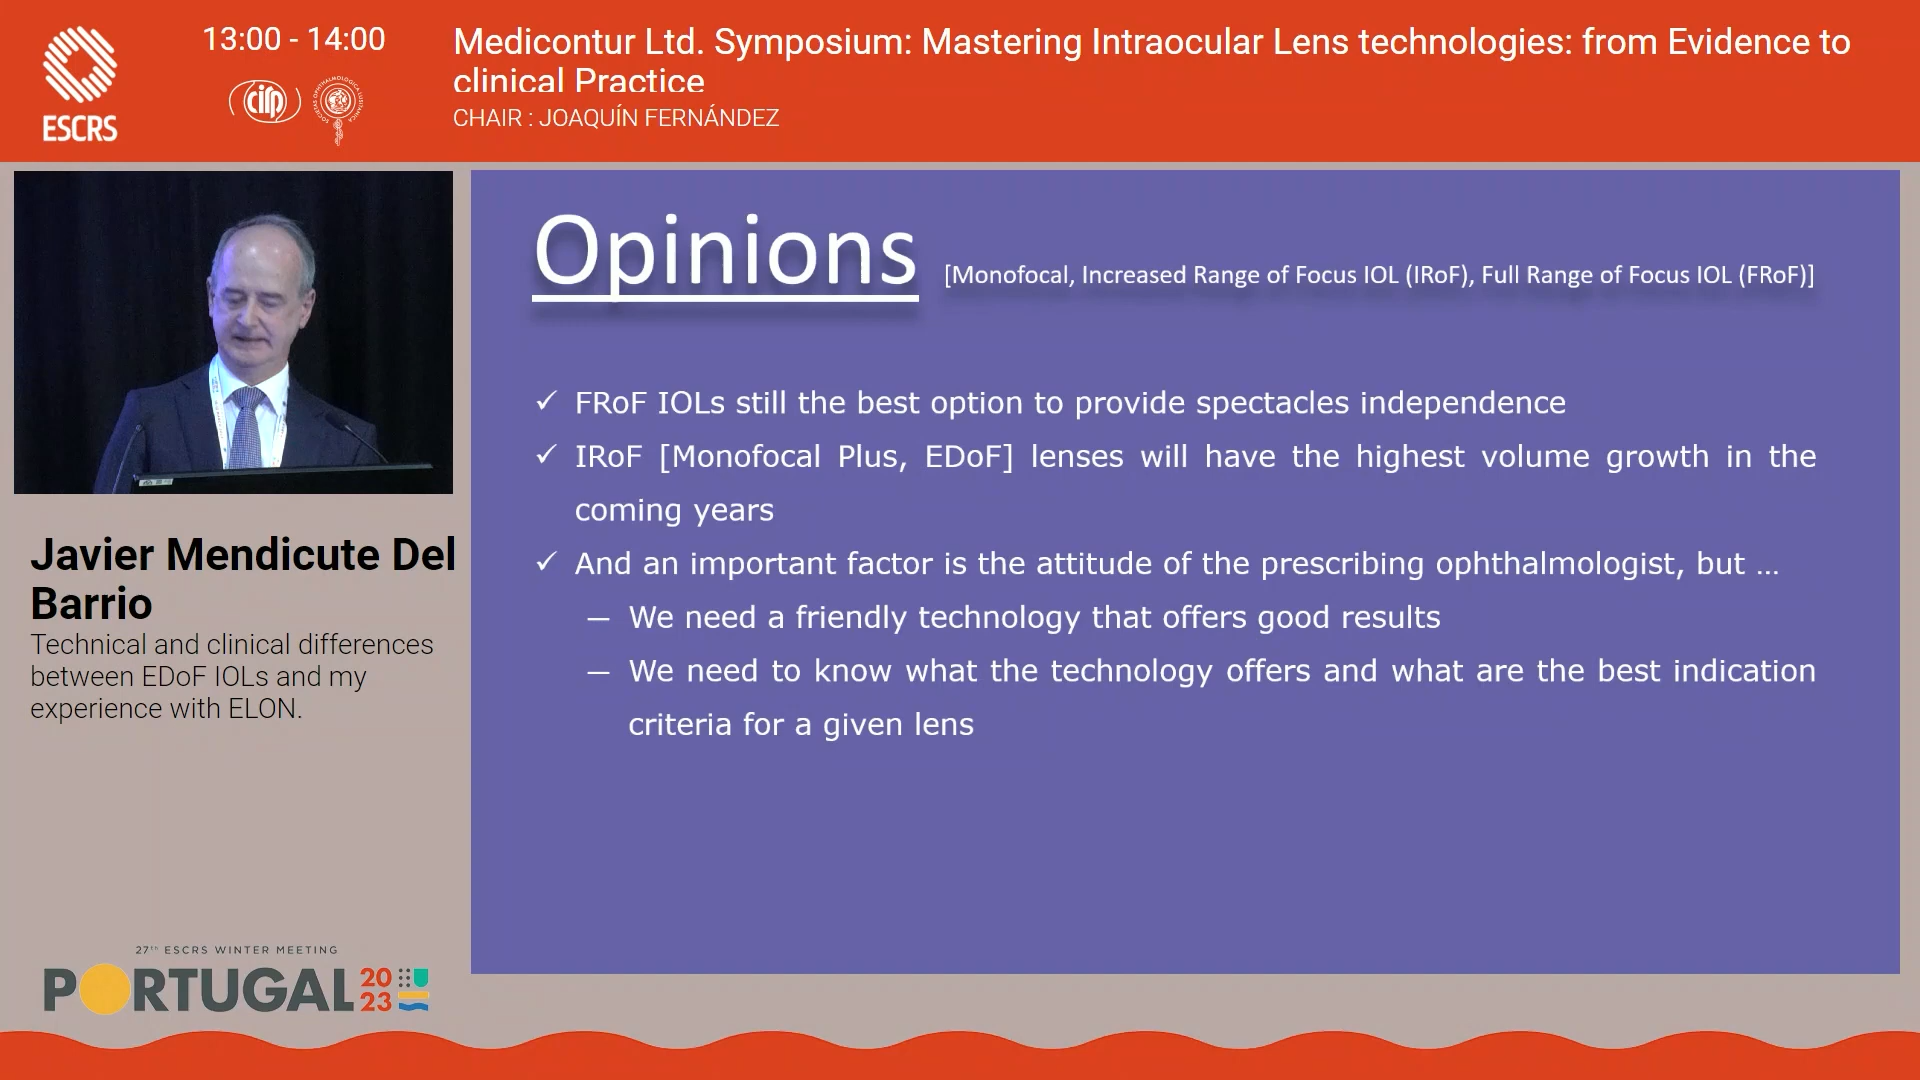 ESCRS
13:00 - 14:00
cirp
Medicontur Ltd. Symposium: Mastering Intraocular Lens technologies: from Evidence to
clinical Practice
CHAIR : JOAQUÍN FERNÁNDEZ
Opinions
[Monofocal, Increased Range of Focus IOL (IRoF), Full Range of Focus IOL (FRoF)]
✓ FRoF IOLs still the best option to provide spectacles independence
✓ IRoF [Monofocal Plus, EDoF] lenses will have the highest volume growth in the
coming years
✓ And an important factor is the attitude of the prescribing ophthalmologist, but ...
— We need a friendly technology that offers good results
— We need to know what the technology offers and what are the best indication
criteria for a given lens
Javier Mendicute Del
Barrio
Technical and clinical differences
between EDoF IOLs and my
experience with ELON.
27th ESCRS WINTER MEETING
PORTUGAL 2023